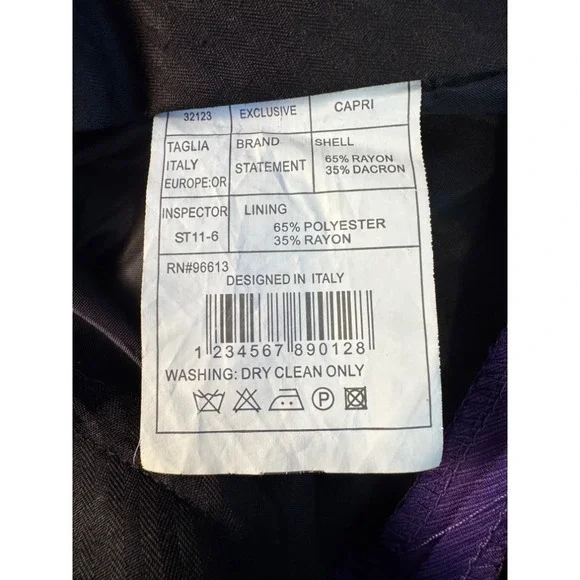 32123 EXCLUSIVE CAPRI
TAGLIA BRAND SHELL
ITALY STATEMENT 65% RAYON
EUROPE:OR 35% DACRON
INSPECTOR LINING
ST11-6 65% POLYESTER
35% RAYON
RN#96613
DESIGNED IN ITALY
1 234567 890128
WASHING: DRY CLEAN ONLY
P